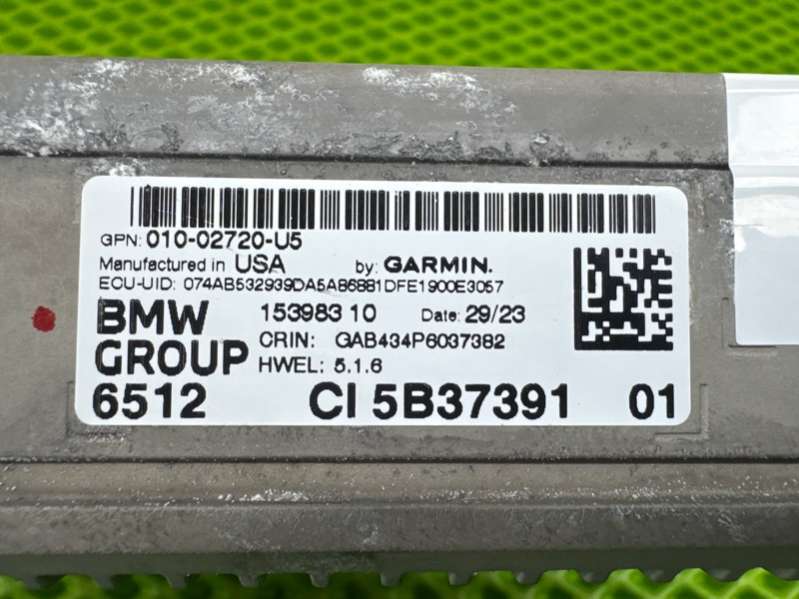 GPN: 010-02720-U5
Manufactured in USA by: GARMIN.
ECU-UID: 074AB532939DA5A86881DFE1900E3057
BMW GROUP
153983 10 Date: 29/23
CRIN: GAB434P6037382
HWEL: 5.1.6
6512 CI 5B37391 01